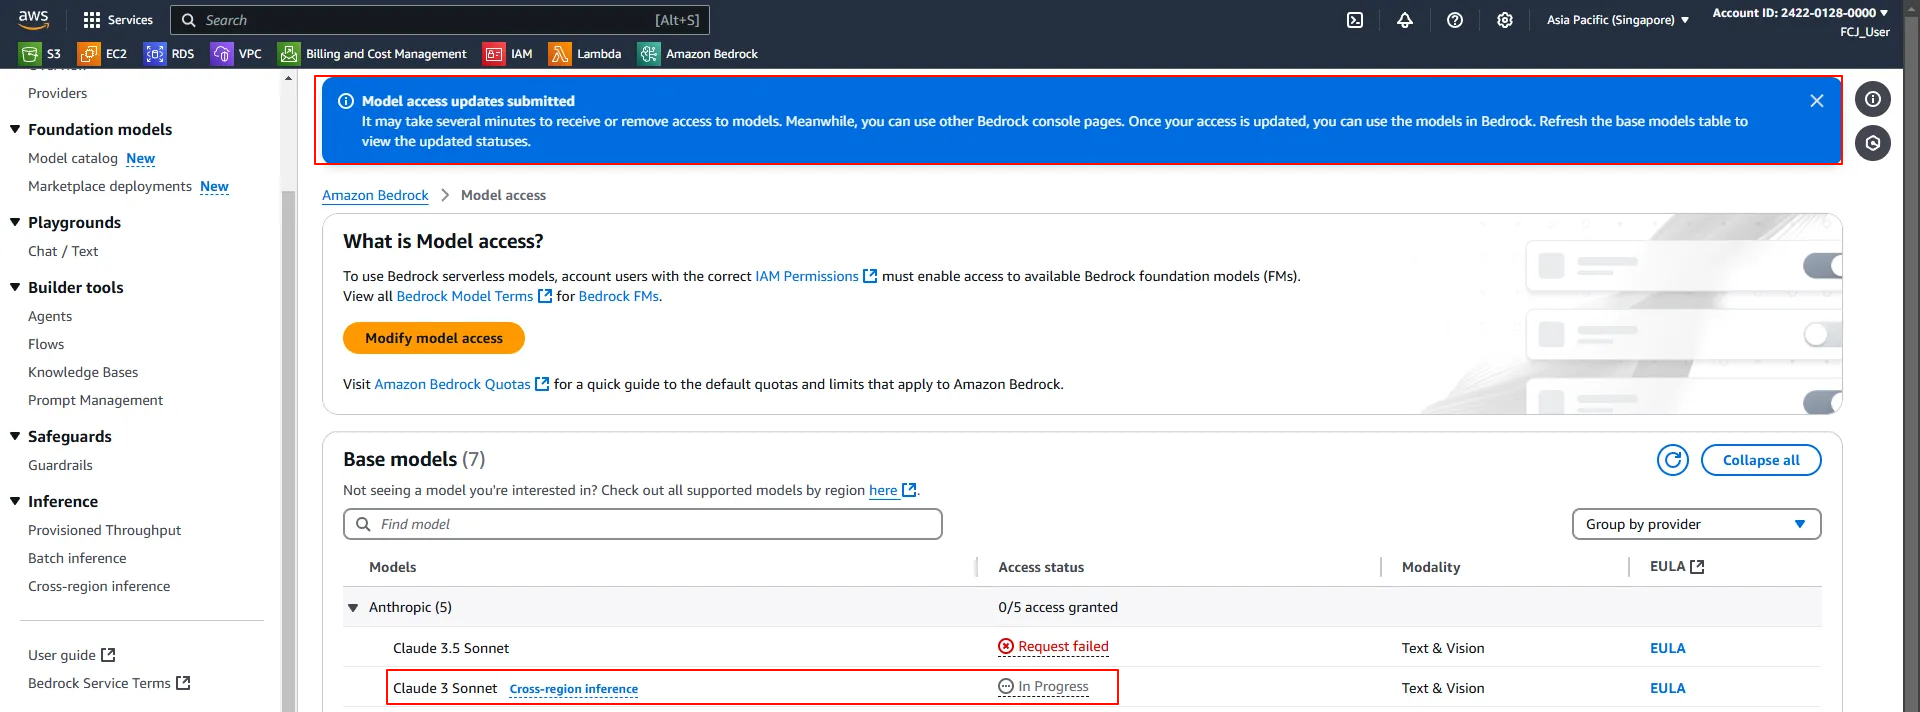 aws Services Search [Alt+S] Asia Pacific (Singapore) Account ID: 2422-0128-0000
FCJ_User
S3 EC2 RDS VPC Billing and Cost Management IAM Lambda Amazon Bedrock
Providers
Foundation models
Model catalog New
Marketplace deployments New
Playgrounds
Chat / Text
Builder tools
Agents
Flows
Knowledge Bases
Prompt Management
Safeguards
Guardrails
Inference
Provisioned Throughput
Batch inference
Cross-region inference
User guide
Bedrock Service Terms
Model access updates submitted
It may take several minutes to receive or remove access to models. Meanwhile, you can use other Bedrock console pages. Once your access is updated, you can use the models in Bedrock. Refresh the base models table to
view the updated statuses.
Amazon Bedrock Model access
What is Model access?
To use Bedrock serverless models, account users with the correct IAM Permissions must enable access to available Bedrock foundation models (FMs).
View all Bedrock Model Terms for Bedrock FMs.
Modify model access
Visit Amazon Bedrock Quotas for a quick guide to the default quotas and limits that apply to Amazon Bedrock.
Base models (7)
Collapse all
Not seeing a model you're interested in? Check out all supported models by region here.
Find model
Group by provider
Models Access status Modality EULA
Anthropic (5) 0/5 access granted
Claude 3.5 Sonnet Request failed Text & Vision EULA
Claude 3 Sonnet Cross-region inference In Progress Text & Vision EULA